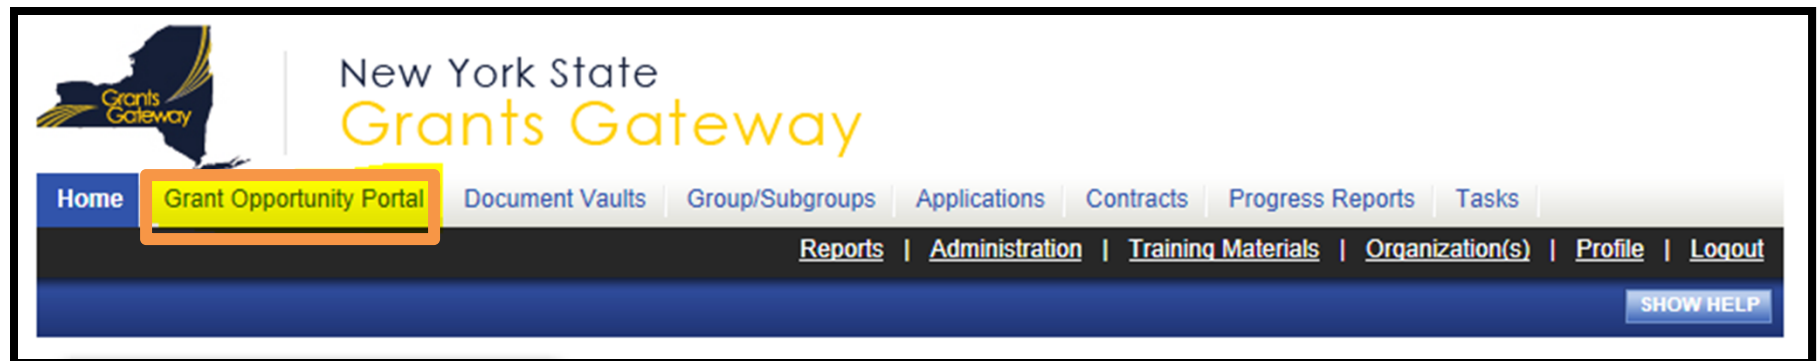 Grants
Gateway
New York State
Grants Gateway
Home Grant Opportunity Portal Document Vaults Group/Subgroups Applications Contracts Progress Reports Tasks
Reports | Administration | Training Materials | Organization(s) | Profile | Logout
SHOW HELP